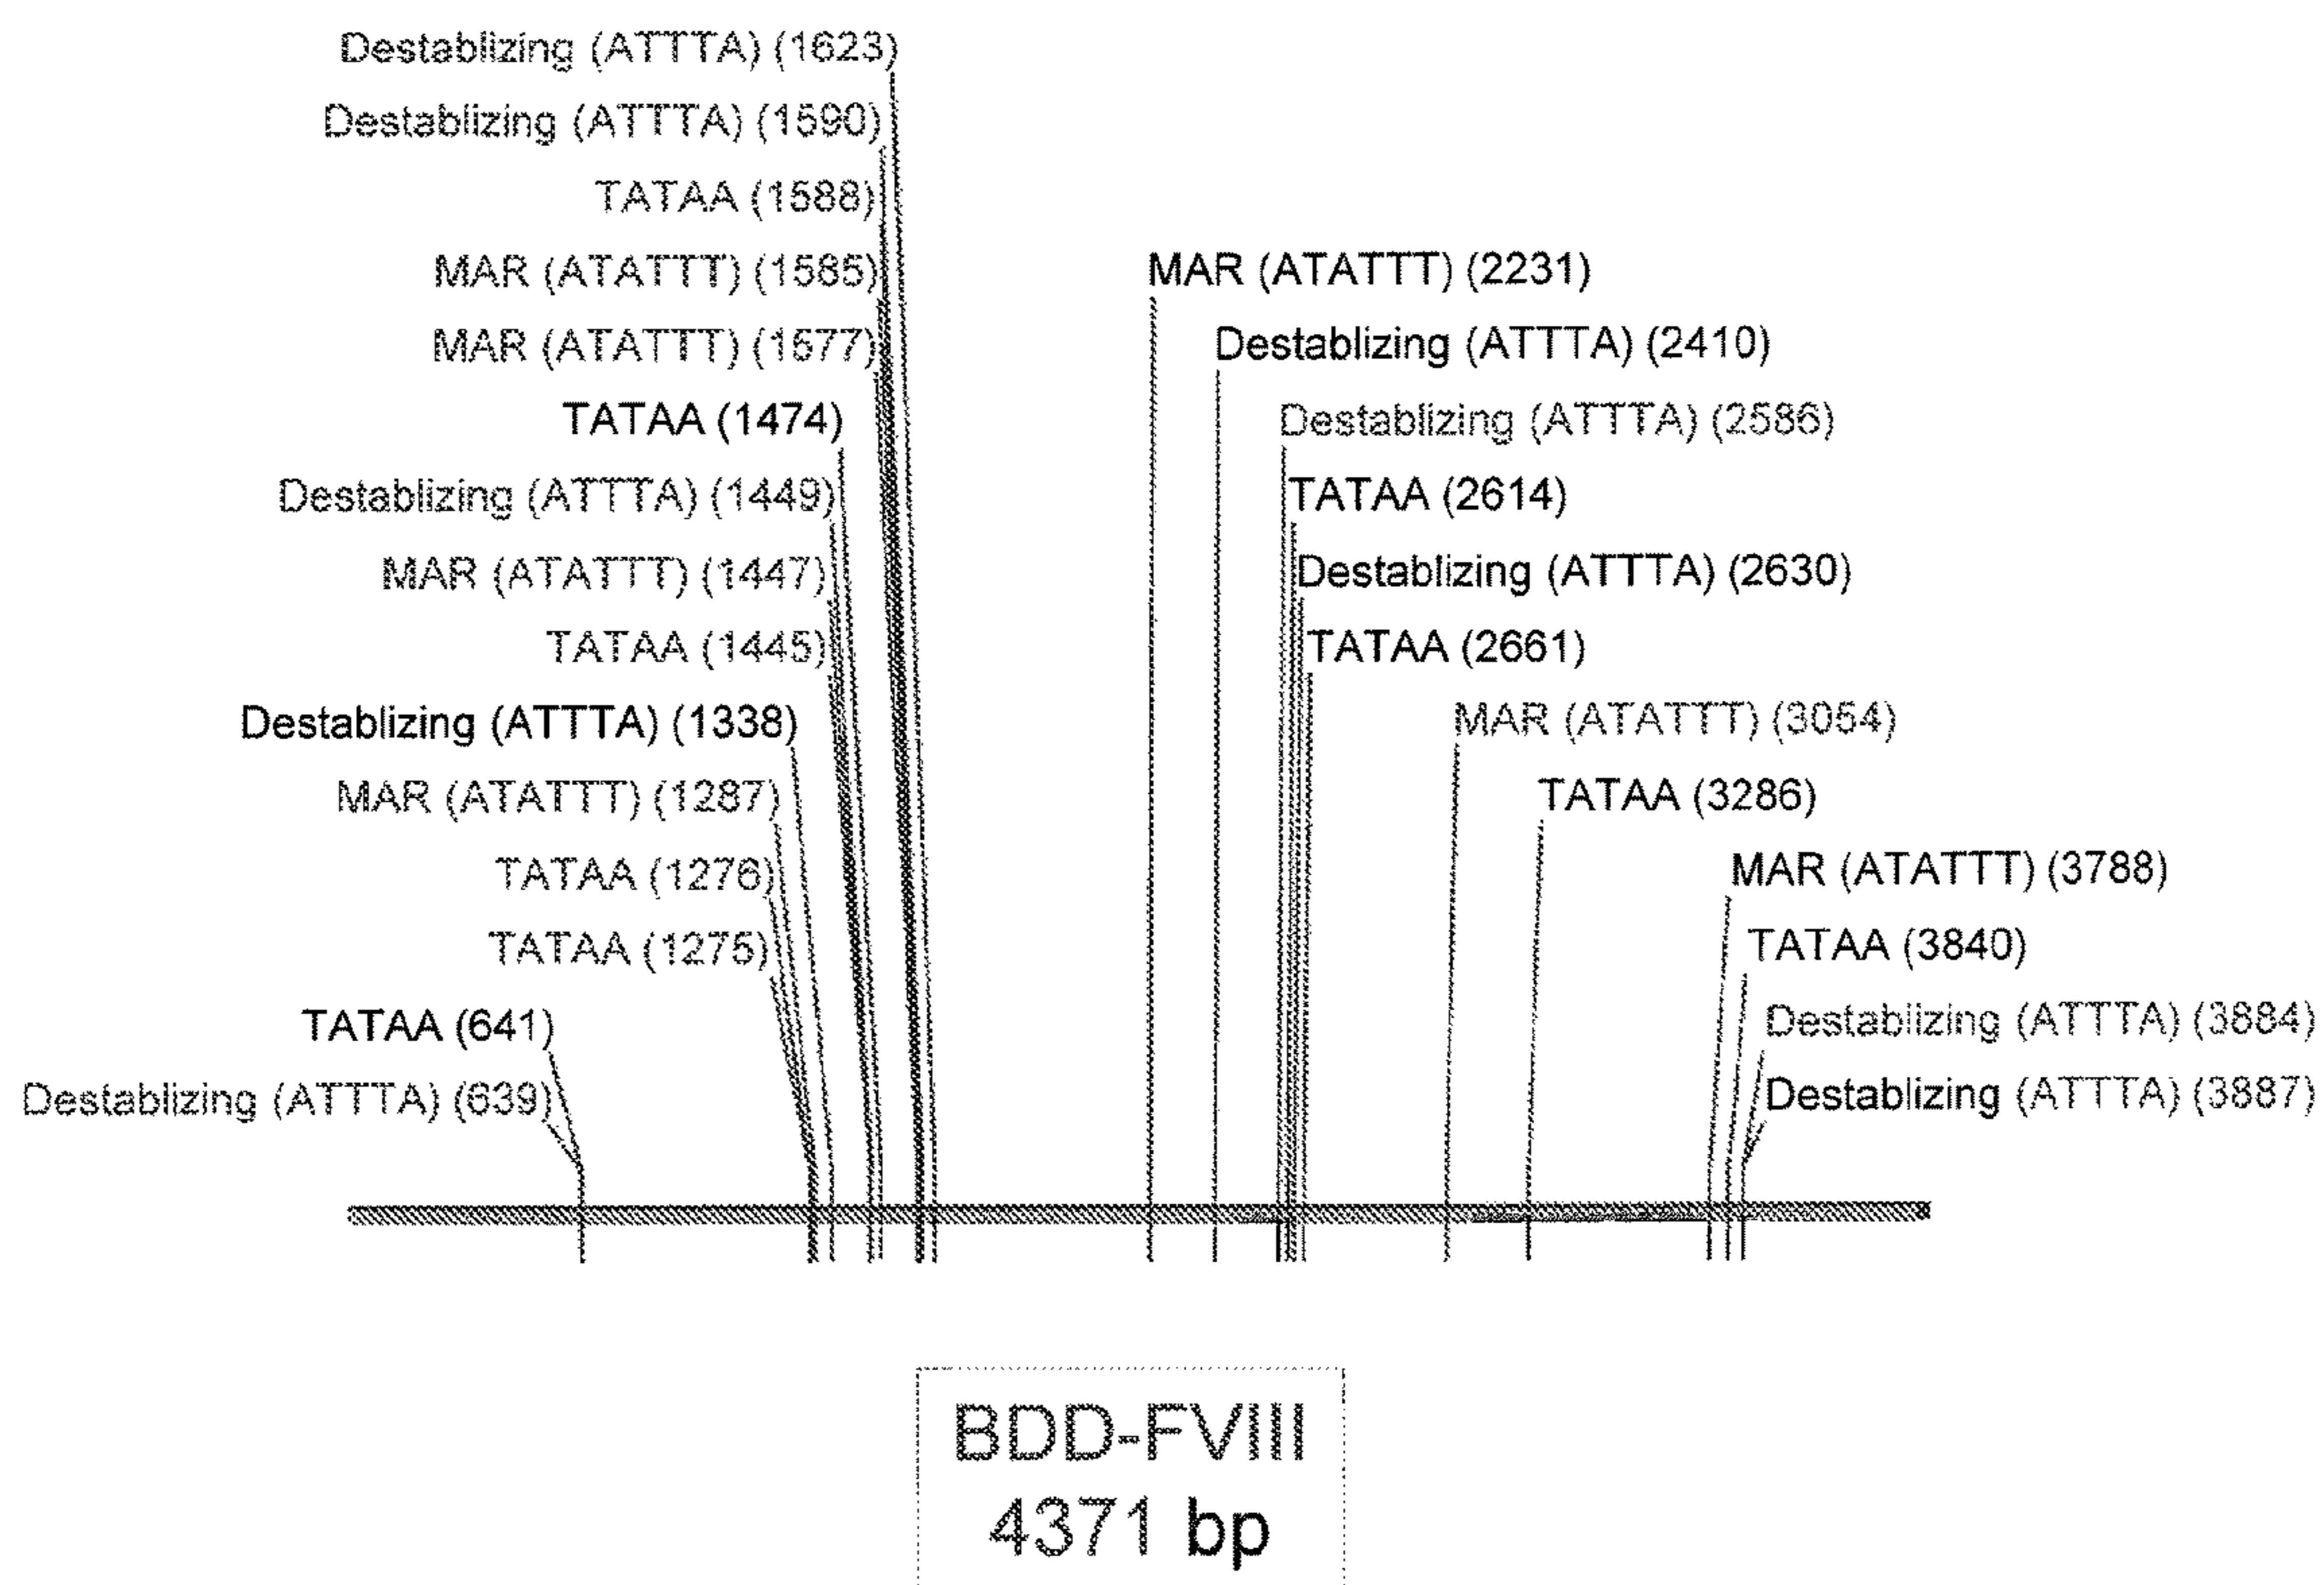 Destablizing (ATTTA) (1623)
Destablizing (ATTTA) (1590)
TATAA (1588)
MAR (ATATTT) (1585)
MAR (ATATTT) (1577)
TATAA (1474)
Destablizing (ATTTA) (1449)
MAR (ATATTT) (1447)
TATAA (1445)
Destablizing (ATTTA) (1338)
MAR (ATATTT) (1287)
TATAA (1276)
TATAA (1275)
TATAA (641)
Destablizing (ATTTA) (639)
MAR (ATATTT) (2231)
Destablizing (ATTTA) (2410)
Destablizing (ATTTA) (2586)
TATAA (2614)
Destablizing (ATTTA) (2630)
TATAA (2661)
MAR (ATATTT) (3054)
TATAA (3286)
MAR (ATATTT) (3788)
TATAA (3840)
Destablizing (ATTTA) (3884)
Destablizing (ATTTA) (3887)
BDD-FVIII
4371 bp